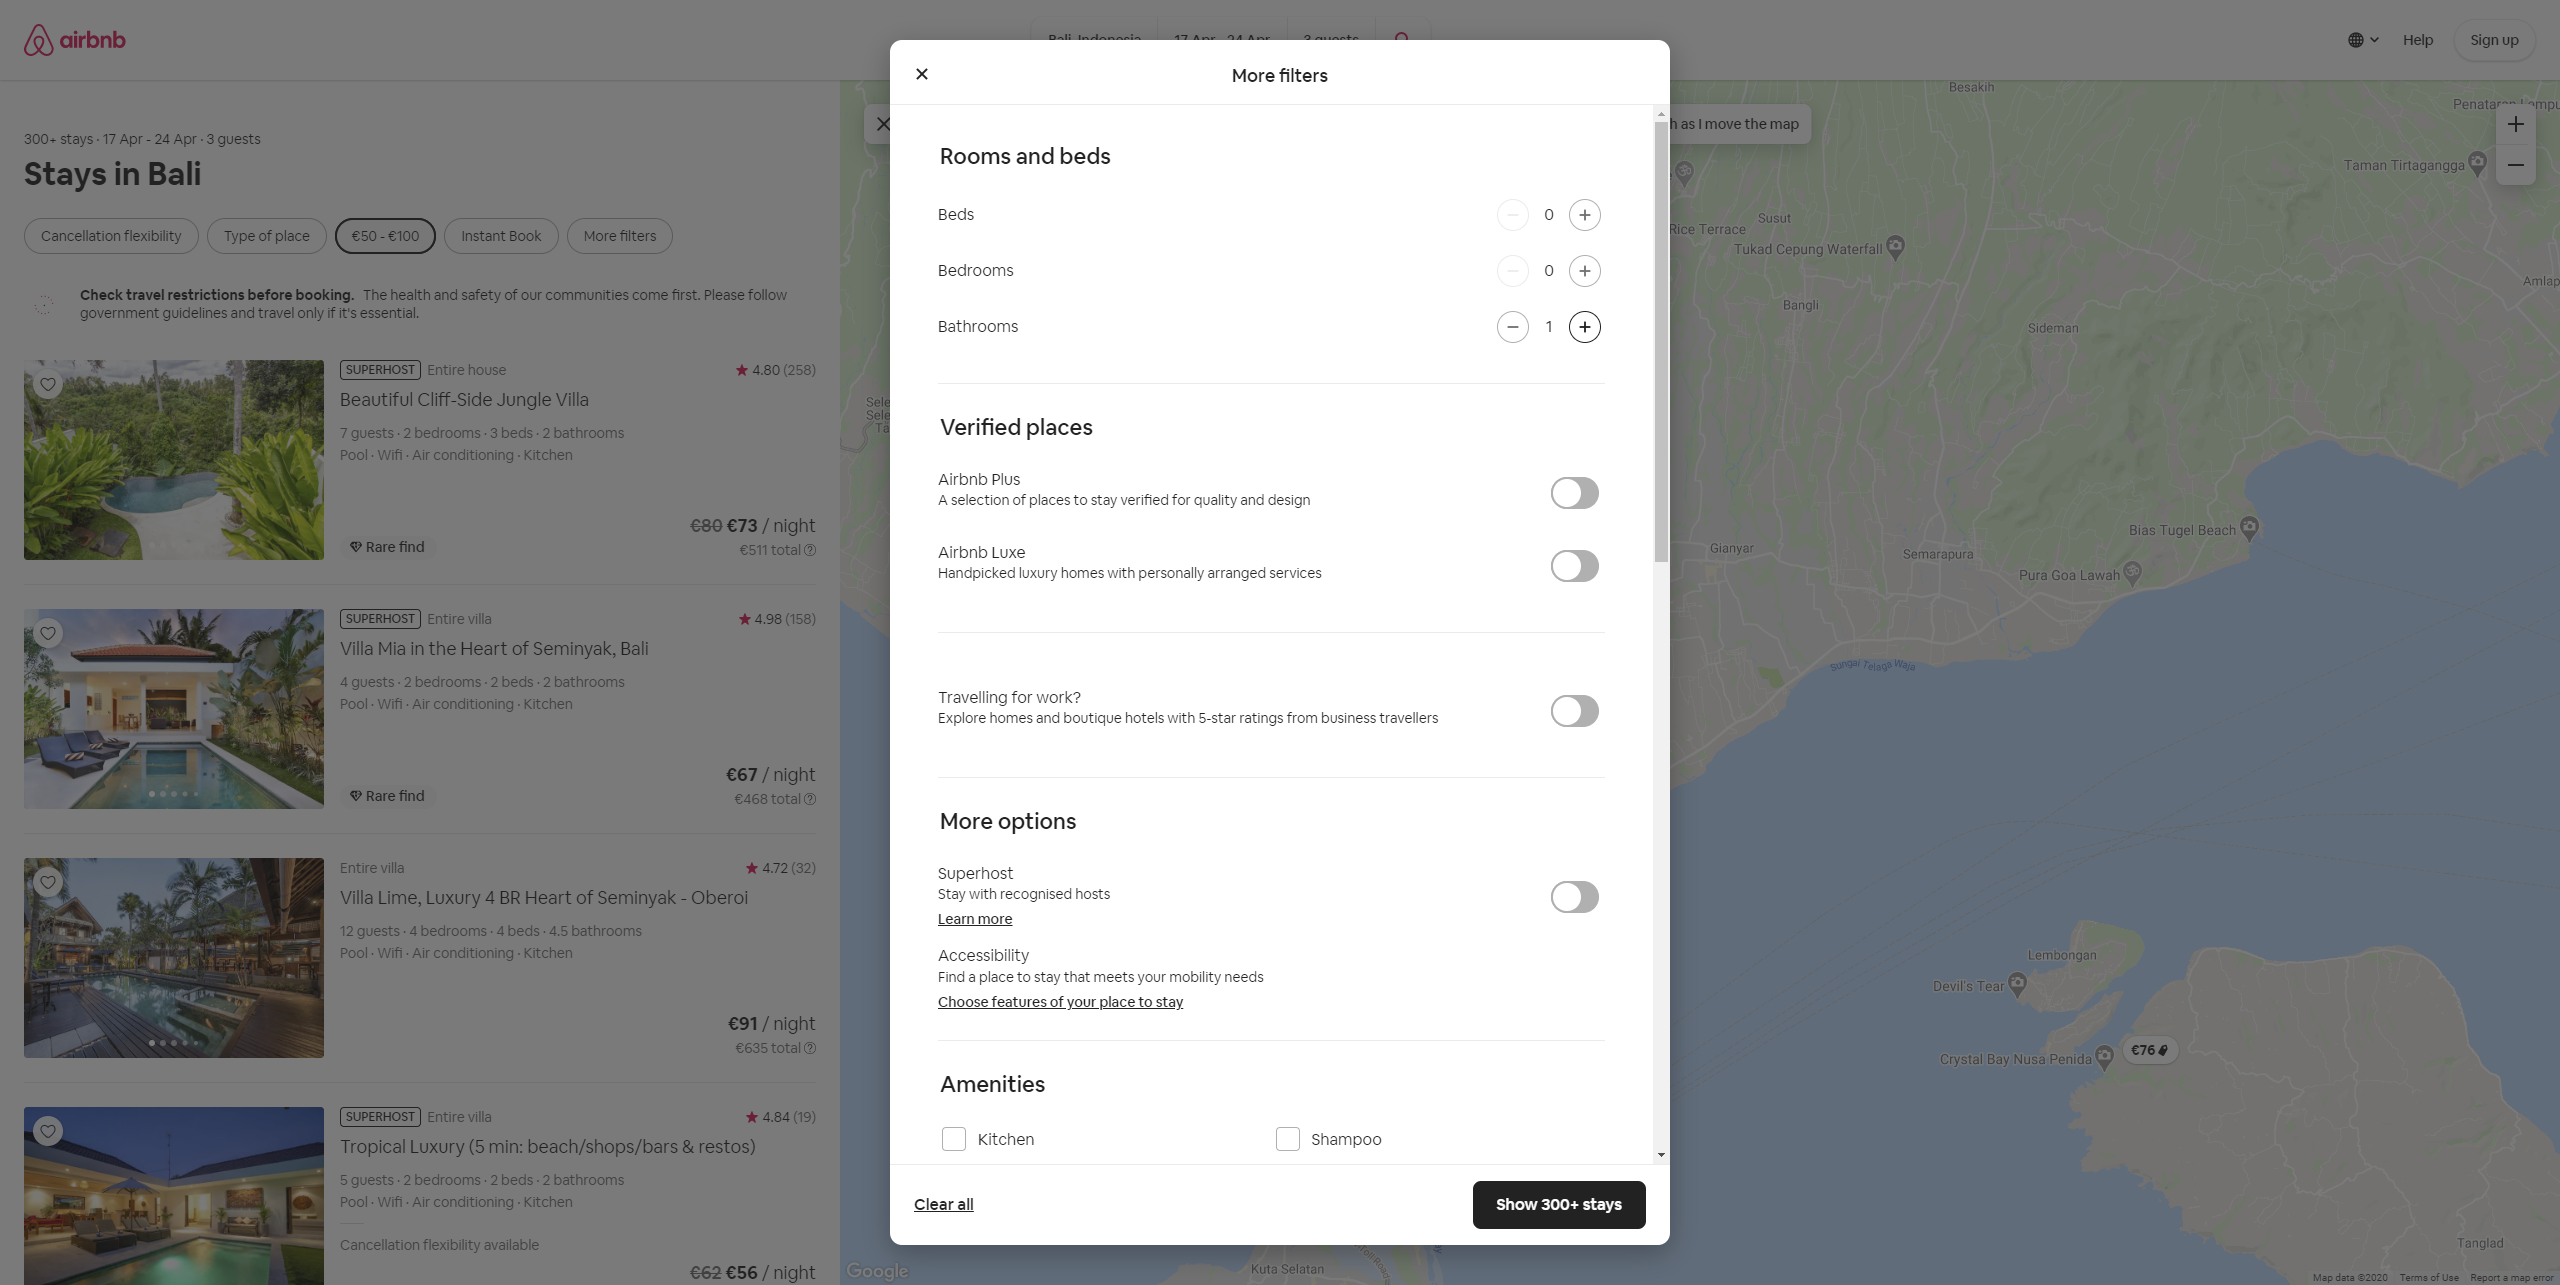 airbnb
Bali, Indonesia 17 Apr - 24 Apr 3 guests
Help
Sign up
300+ stays · 17 Apr - 24 Apr · 3 guests
Stays in Bali
Cancellation flexibility
Type of place
€50 - €100
Instant Book
More filters
Check travel restrictions before booking. The health and safety of our communities come first. Please follow
government guidelines and travel only if it's essential.
SUPERHOST Entire house 4.80 (258)
Beautiful Cliff-Side Jungle Villa
7 guests · 2 bedrooms · 3 beds · 2 bathrooms
Pool · Wifi · Air conditioning · Kitchen
€80 €73 / night
Rare find
€511 total
SUPERHOST Entire villa 4.98 (158)
Villa Mia in the Heart of Seminyak, Bali
4 guests · 2 bedrooms · 2 beds · 2 bathrooms
Pool · Wifi · Air conditioning · Kitchen
€67 / night
Rare find
€468 total
Entire villa 4.72 (32)
Villa Lime, Luxury 4 BR Heart of Seminyak - Oberoi
12 guests · 4 bedrooms · 4 beds · 4.5 bathrooms
Pool · Wifi · Air conditioning · Kitchen
€91 / night
€635 total
SUPERHOST Entire villa 4.84 (19)
Tropical Luxury (5 min: beach/shops/bars & restos)
5 guests · 2 bedrooms · 2 beds · 2 bathrooms
Pool · Wifi · Air conditioning · Kitchen
Cancellation flexibility available
€62 €56 / night
More filters
Rooms and beds
Beds 0
Bedrooms 0
Bathrooms 1
Verified places
Airbnb Plus
A selection of places to stay verified for quality and design
Airbnb Luxe
Handpicked luxury homes with personally arranged services
Travelling for work?
Explore homes and boutique hotels with 5-star ratings from business travellers
More options
Superhost
Stay with recognised hosts
Learn more
Accessibility
Find a place to stay that meets your mobility needs
Choose features of your place to stay
Amenities
Kitchen
Shampoo
Clear all
Show 300+ stays
Besakih
as I move the map
Taman Tirtagangga
Susut
Rice Terrace
Tukad Cepung Waterfall
Bangli
Sideman
Bias Tugel Beach
Gianyar
Semarapura
Pura Goa Lawah
Sungai Telaga Waja
Lembongan
Devil's Tear
Crystal Bay Nusa Penida
€76
Tanglad
Kuta Selatan
Google
Map data ©2020 Terms of Use Report a map error